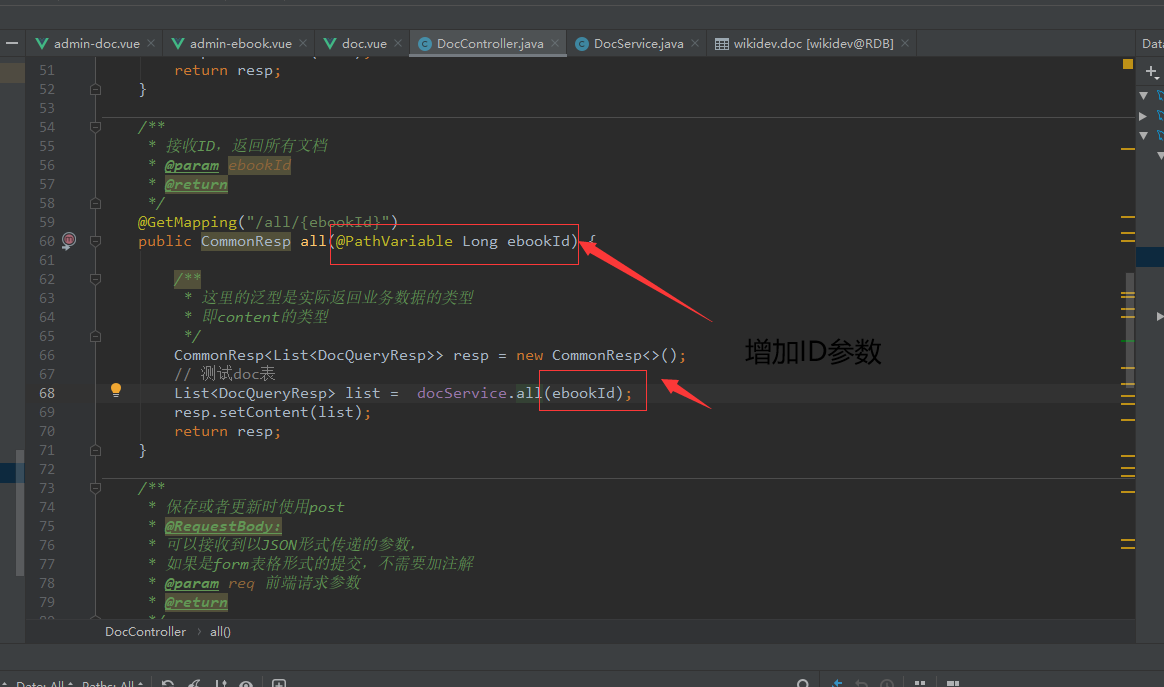 admin-doc.vue admin-ebook.vue doc.vue DocController.java DocService.java wikidev.doc [wikidev@RDB] Data
51 return resp;
52 }
53
54 /**
55 * 接收ID，返回所有文档
56 * @param ebookId
57 * @return
58 */
59 @GetMapping("/all/{ebookId}")
60 public CommonResp all(@PathVariable Long ebookId) {
61
62 /**
63 * 这里的泛型是实际返回业务数据的类型
64 * 即content的类型
65 */
增加ID参数
66 CommonResp<List<DocQueryResp>> resp = new CommonResp<>();
67 // 测试doc表
68 List<DocQueryResp> list = docService.all(ebookId);
69 resp.setContent(list);
70 return resp;
71 }
72
73 /**
74 * 保存或者更新时使用post
75 * @RequestBody:
76 * 可以接收到以JSON形式传递的参数，
77 * 如果是form表格形式的提交，不需要加注解
78 * @param req 前端请求参数
79 * @return
DocController › all()
Date: All Paths: All